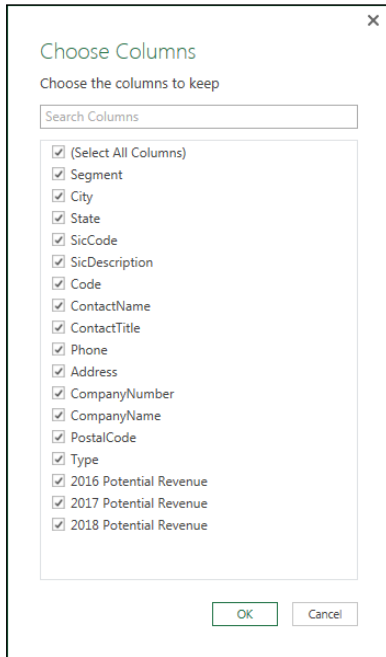 Choose Columns
Choose the columns to keep
Search Columns
(Select All Columns)
Segment
City
State
SicCode
SicDescription
Code
ContactName
ContactTitle
Phone
Address
CompanyNumber
CompanyName
PostalCode
Type
2016 Potential Revenue
2017 Potential Revenue
2018 Potential Revenue
OK Cancel